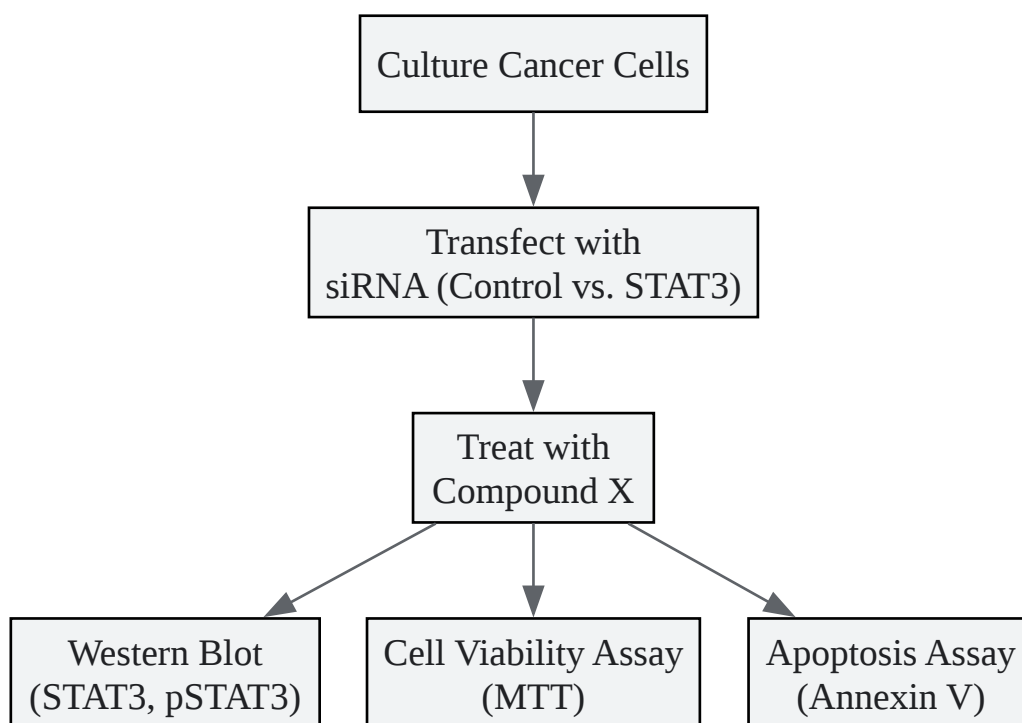 Culture Cancer Cells
Transfect with
siRNA (Control vs. STAT3)
Treat with
Compound X
Western Blot
(STAT3, pSTAT3)
Cell Viability Assay
(MTT)
Apoptosis Assay
(Annexin V)